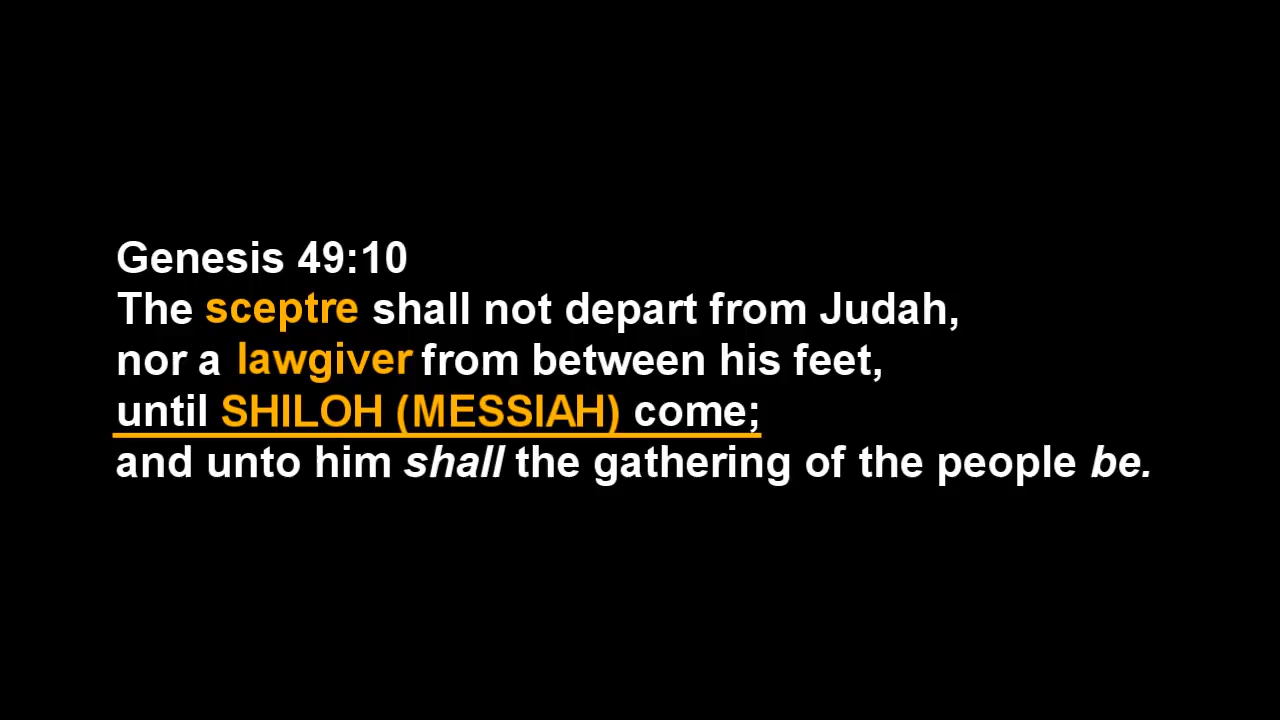 Genesis 49:10
The sceptre shall not depart from Judah,
nor a lawgiver from between his feet,
until SHILOH (MESSIAH) come;
and unto him shall the gathering of the people be.